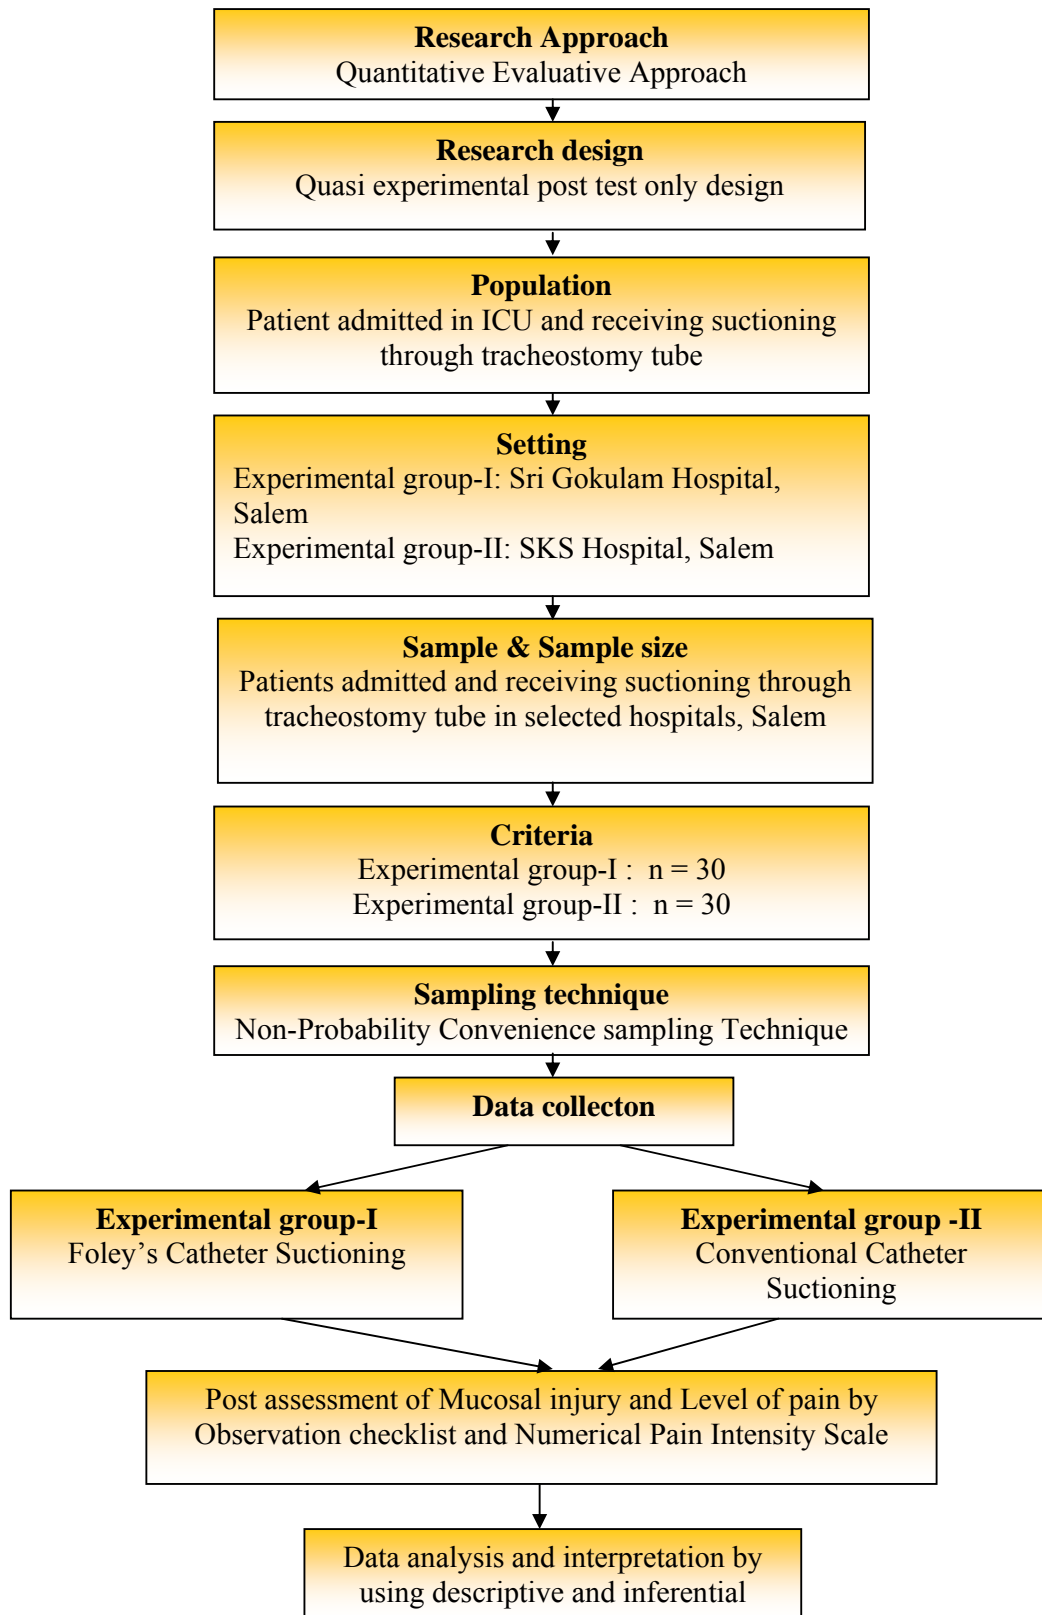 Research Approach
Quantitative Evaluative Approach
Research design
Quasi experimental post test only design
Population
Patient admitted in ICU and receiving suctioning
through tracheostomy tube
Setting
Experimental group-I: Sri Gokulam Hospital,
Salem
Experimental group-II: SKS Hospital, Salem
Sample & Sample size
Patients admitted and receiving suctioning through
tracheostomy tube in selected hospitals, Salem
Criteria
Experimental group-I :  n = 30
Experimental group-II :  n = 30
Sampling technique
Non-Probability Convenience sampling Technique
Data collecton
Experimental group-I
Foley’s Catheter Suctioning
Experimental group -II
Conventional Catheter
Suctioning
Post assessment of Mucosal injury and Level of pain by
Observation checklist and Numerical Pain Intensity Scale
Data analysis and interpretation by
using descriptive and inferential